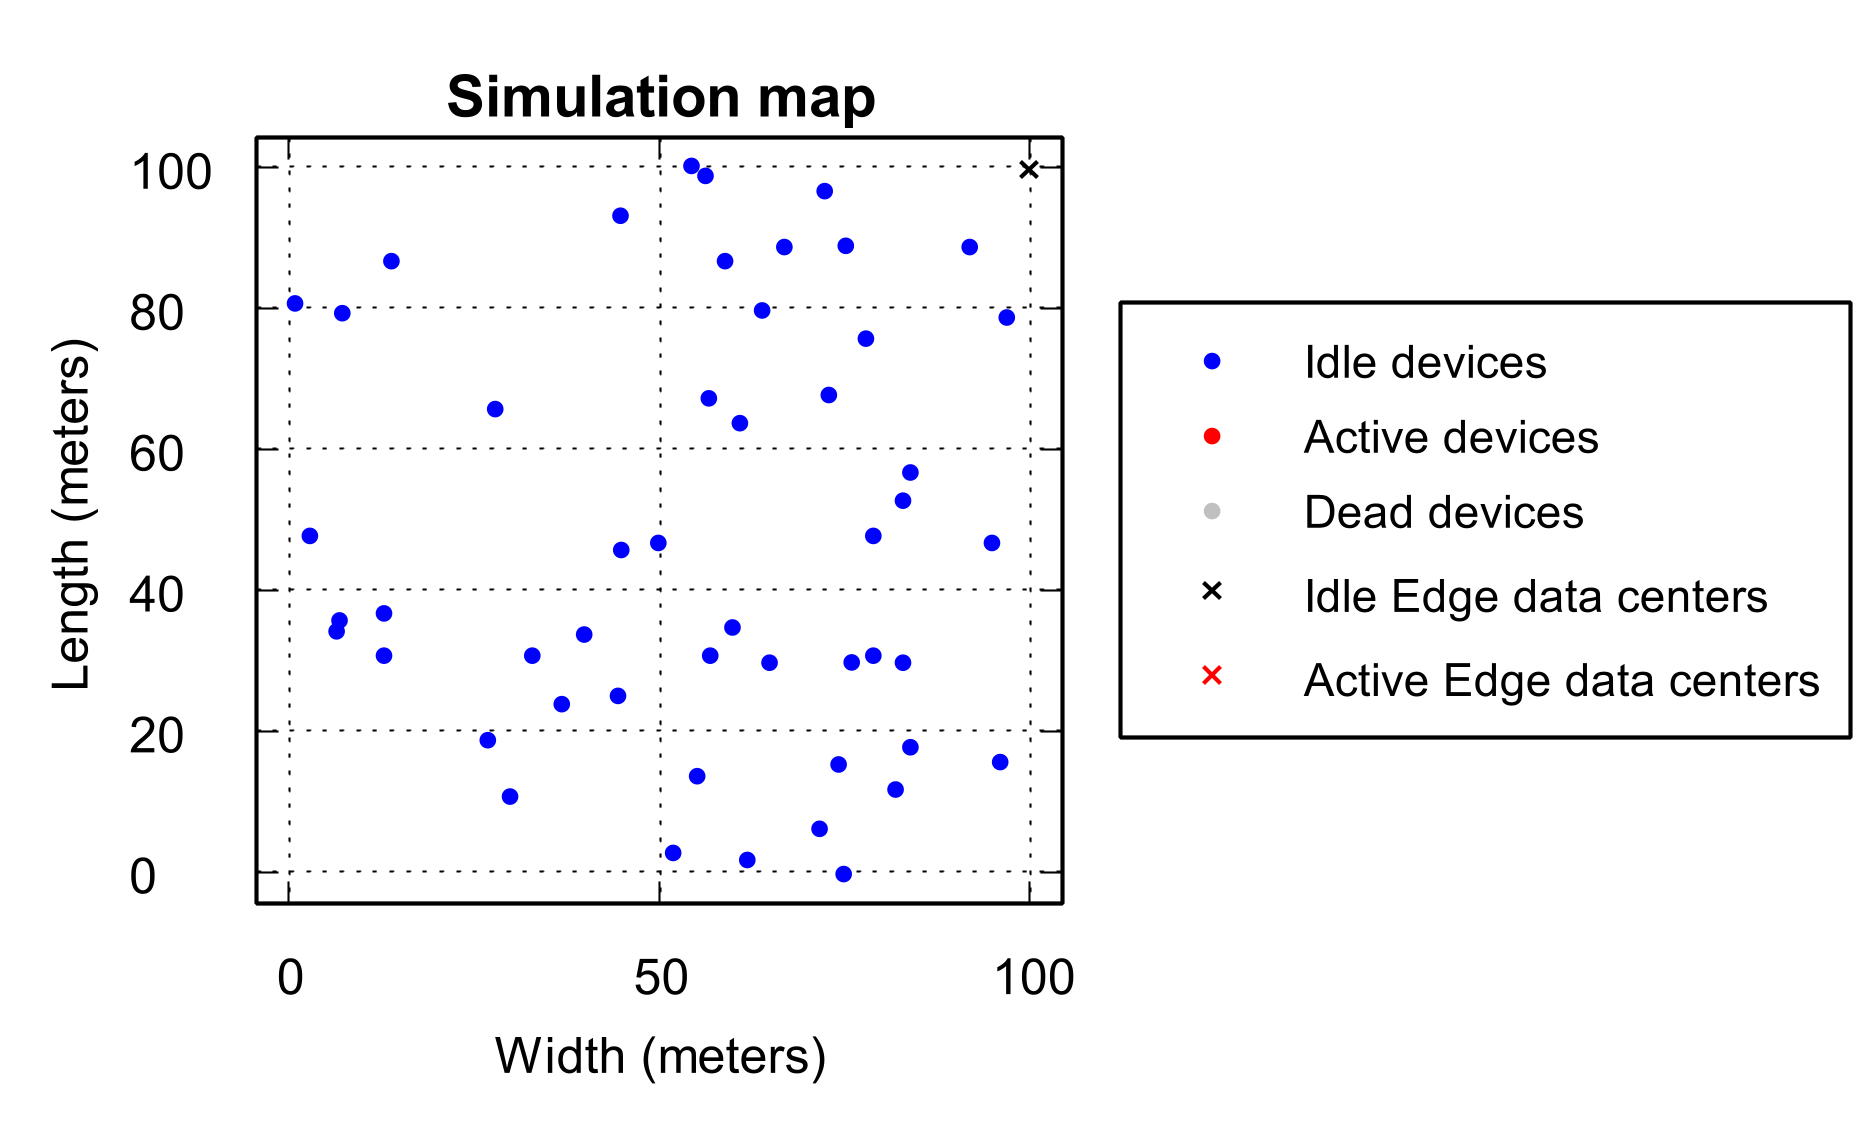 Simulation map
100
80
60
40
20
0
Length (meters)
0 50 100
Width (meters)
Idle devices
Active devices
Dead devices
Idle Edge data centers
Active Edge data centers